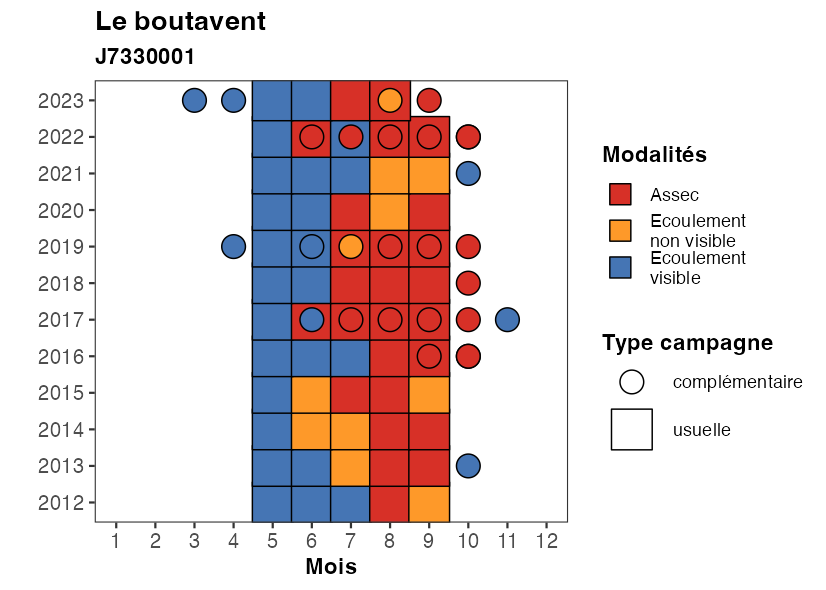 Le boutavent
J7330001
2023
2022
2021
2020
2019
2018
2017
2016
2015
2014
2013
2012
1 2 3 4 5 6 7 8 9 10 11 12
Mois
Modalités
Assec
Ecoulement
non visible
Ecoulement
visible
Type campagne
complémentaire
usuelle